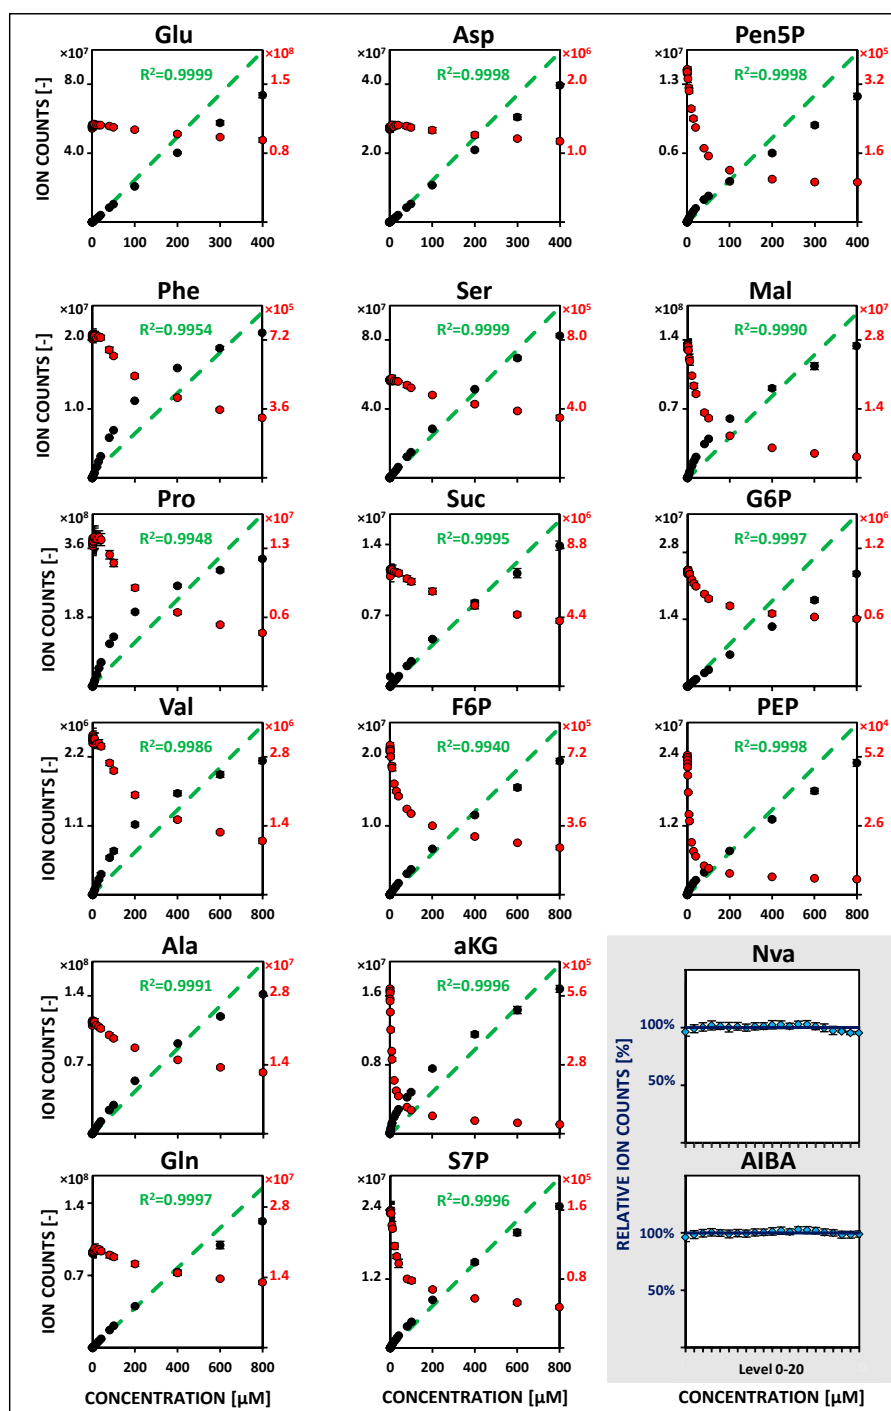 Glu
×10⁷
×10⁸
R²=0.9999
8.0
4.0
1.5
0.8
ION COUNTS [-]
0 100 200 300 400
Asp
×10⁷
×10⁶
R²=0.9998
4.0
2.0
2.0
1.0
0 100 200 300 400
Pen5P
×10⁷
×10⁵
R²=0.9998
1.3
0.6
3.2
1.6
0 100 200 300 400
Phe
×10⁷
×10⁵
R²=0.9954
2.0
1.0
7.2
3.6
ION COUNTS [-]
Ser
×10⁷
×10⁵
R²=0.9999
8.0
4.0
8.0
4.0
Mal
×10⁸
×10⁷
R²=0.9990
1.4
0.7
2.8
1.4
Pro
×10⁸
×10⁷
R²=0.9948
3.6
1.8
1.3
0.6
ION COUNTS [-]
Suc
×10⁷
×10⁶
R²=0.9995
1.4
0.7
8.8
4.4
G6P
×10⁷
×10⁶
R²=0.9997
2.8
1.4
1.2
0.6
0 200 400 600 800
Val
×10⁶
×10⁶
R²=0.9986
2.2
1.1
2.8
1.4
ION COUNTS [-]
0 200 400 600 800
F6P
×10⁷
×10⁵
R²=0.9940
2.0
1.0
7.2
3.6
0 200 400 600 800
PEP
×10⁷
×10⁴
R²=0.9998
2.4
1.2
5.2
2.6
0 200 400 600 800
Ala
×10⁸
×10⁷
R²=0.9991
1.4
0.7
2.8
1.4
ION COUNTS [-]
aKG
×10⁷
×10⁵
R²=0.9996
1.6
0.8
5.6
2.8
Nva
100%
50%
RELATIVE ION COUNTS [%]
Gln
×10⁸
×10⁷
R²=0.9997
1.4
0.7
2.8
1.4
ION COUNTS [-]
0 200 400 600 800
CONCENTRATION [µM]
S7P
×10⁷
×10⁵
R²=0.9996
2.4
1.2
1.6
0.8
0 200 400 600 800
CONCENTRATION [µM]
AIBA
100%
50%
Level 0-20
CONCENTRATION [µM]